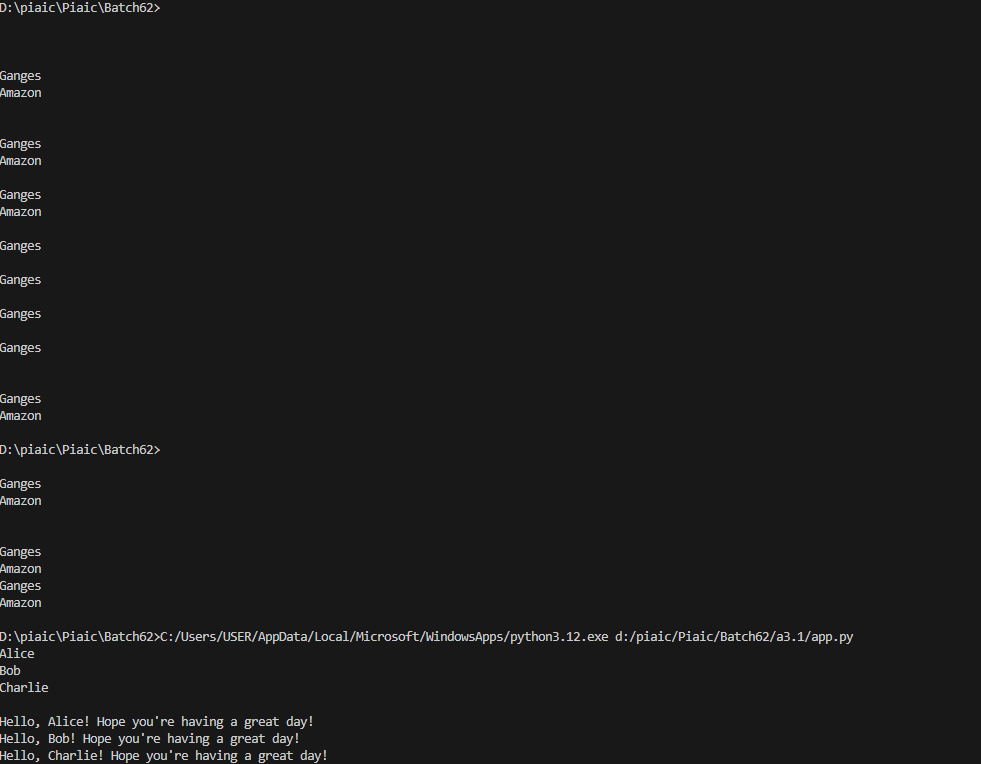 D:\piaic\Piaic\Batch62>
Ganges
Amazon
Ganges
Amazon
Ganges
Amazon
Ganges
Ganges
Ganges
Ganges
Ganges
Amazon
D:\piaic\Piaic\Batch62>
Ganges
Amazon
Ganges
Amazon
Ganges
Amazon
D:\piaic\Piaic\Batch62>C:/Users/USER/AppData/Local/Microsoft/WindowsApps/python3.12.exe d:/piaic/Piaic/Batch62/a3.1/app.py
Alice
Bob
Charlie
Hello, Alice! Hope you're having a great day!
Hello, Bob! Hope you're having a great day!
Hello, Charlie! Hope you're having a great day!